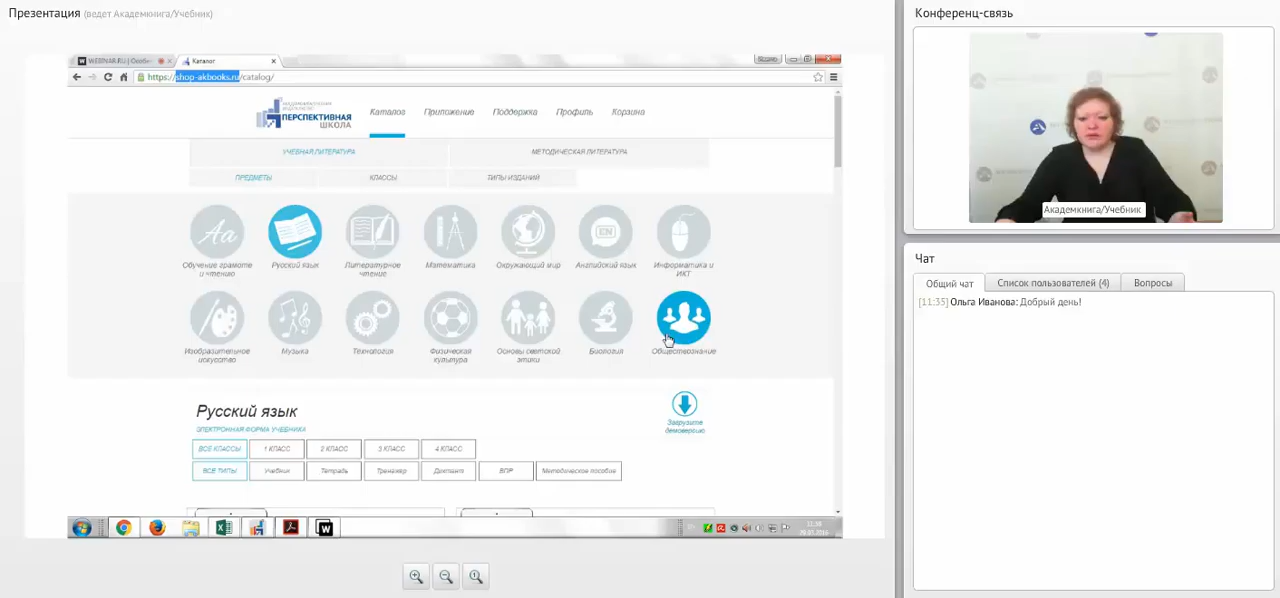 Презентация (ведет Академкнига/Учебник)
WEBINAR.RU | Особен
Каталог
https://shop-akbooks.ru/catalog/
ПЕРСПЕКТИВНАЯ
ШКОЛА
Каталог Приложение Поддержка Профиль Корзина
УЧЕБНАЯ ЛИТЕРАТУРА МЕТОДИЧЕСКАЯ ЛИТЕРАТУРА
ПРЕДМЕТЫ КЛАССЫ ТИПЫ ИЗДАНИЙ
Aa
EN
Обучение грамоте и чтению
Русский язык
Литературное чтение
Математика
Окружающий мир
Английский язык
Информатика и ИКТ
Изобразительное искусство
Музыка
Технология
Физическая культура
Основы светской этики
Биология
Обществознание
Русский язык
ЭЛЕКТРОННАЯ ФОРМА УЧЕБНИКА
Загрузите
демоверсию
ВСЕ КЛАССЫ 1 КЛАСС 2 КЛАСС 3 КЛАСС 4 КЛАСС
ВСЕ ТИПЫ Учебник Тетрадь Тренажер Диктант ВПР Методическое пособие
Конференц-связь
Академкнига/Учебник
Чат
Общий чат Список пользователей (4) Вопросы
[11:35] Ольга Иванова: Добрый день!